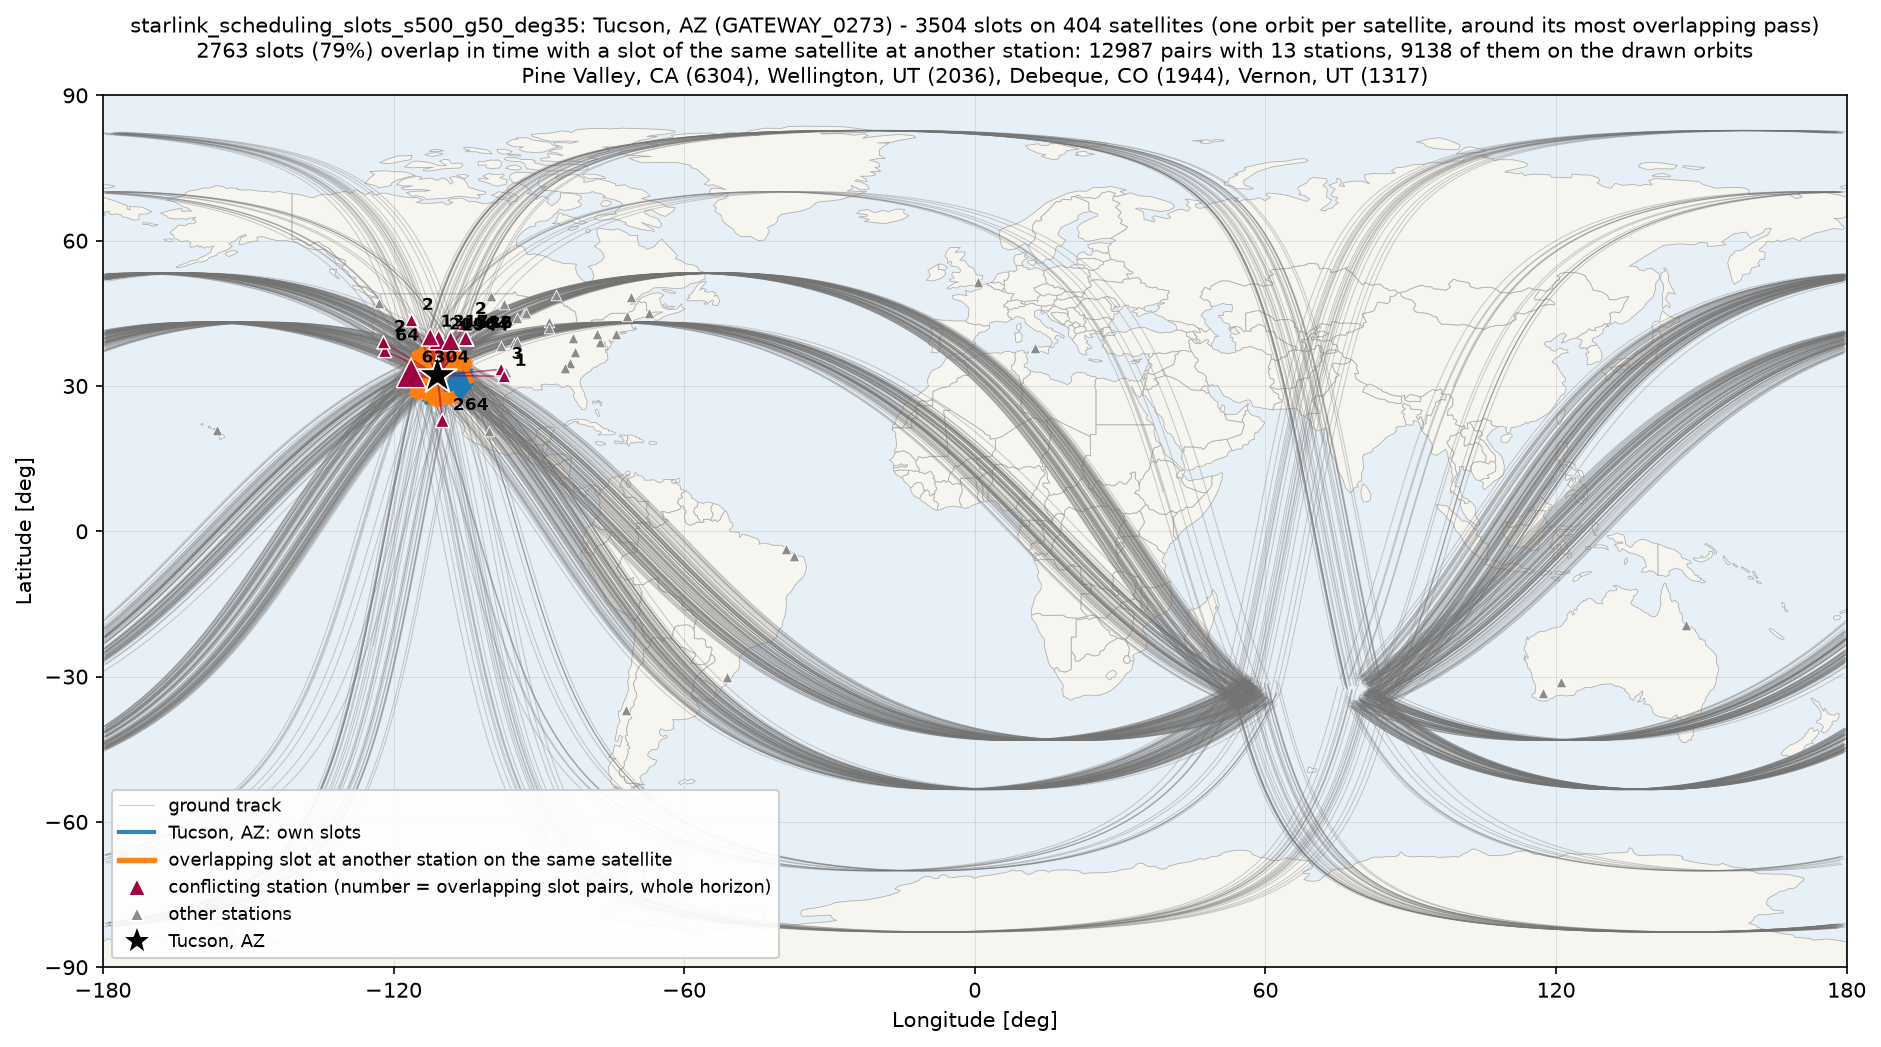 starlink_scheduling_slots_s500_g50_deg35: Tucson, AZ (GATEWAY_0273) - 3504 slots on 404 satellites (one orbit per satellite, around its most overlapping pass)
2763 slots (79%) overlap in time with a slot of the same satellite at another station: 12987 pairs with 13 stations, 9138 of them on the drawn orbits
Pine Valley, CA (6304), Wellington, UT (2036), Debeque, CO (1944), Vernon, UT (1317)
90
60
30
0
−30
−60
−90
Latitude [deg]
2
2
2
64
6304
3
1
264
ground track
Tucson, AZ: own slots
overlapping slot at another station on the same satellite
conflicting station (number = overlapping slot pairs, whole horizon)
other stations
Tucson, AZ
−180
−120
−60
0
60
120
180
Longitude [deg]